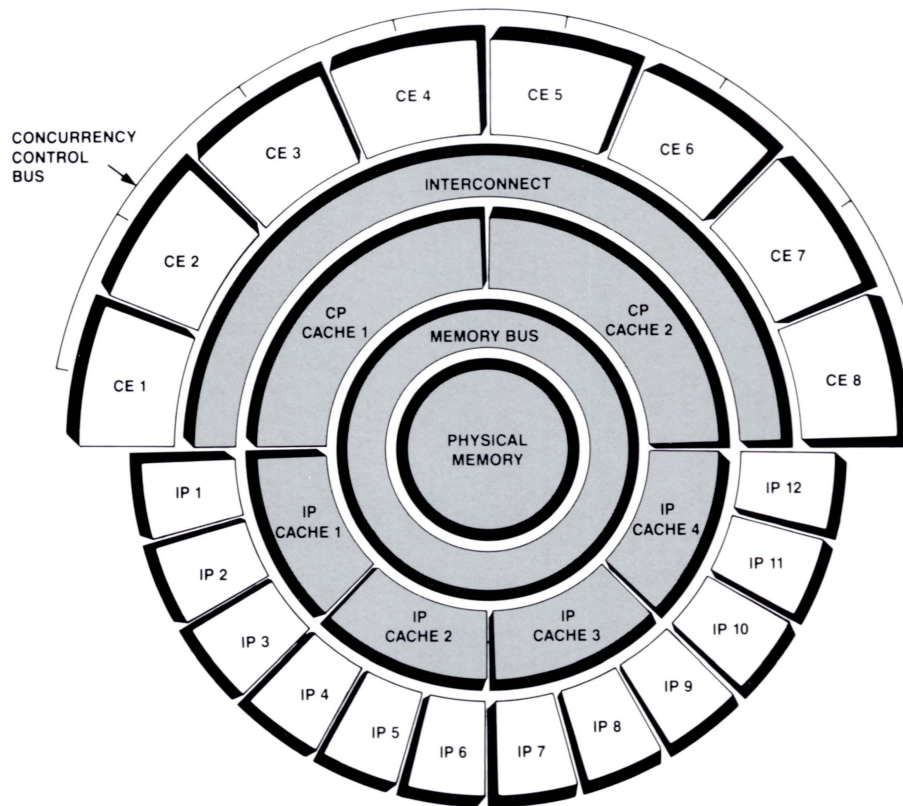 CE 4
CE 5
CE 3
CE 6
CONCURRENCY
CONTROL
BUS
INTERCONNECT
CE 2
CE 7
CP
CACHE 1
CP
CACHE 2
MEMORY BUS
CE 1
CE 8
PHYSICAL
MEMORY
IP 1
IP
CACHE 1
IP
CACHE 4
IP 12
IP 2
IP 11
IP 3
IP
CACHE 2
IP
CACHE 3
IP 10
IP 4
IP 9
IP 5
IP 8
IP 6
IP 7